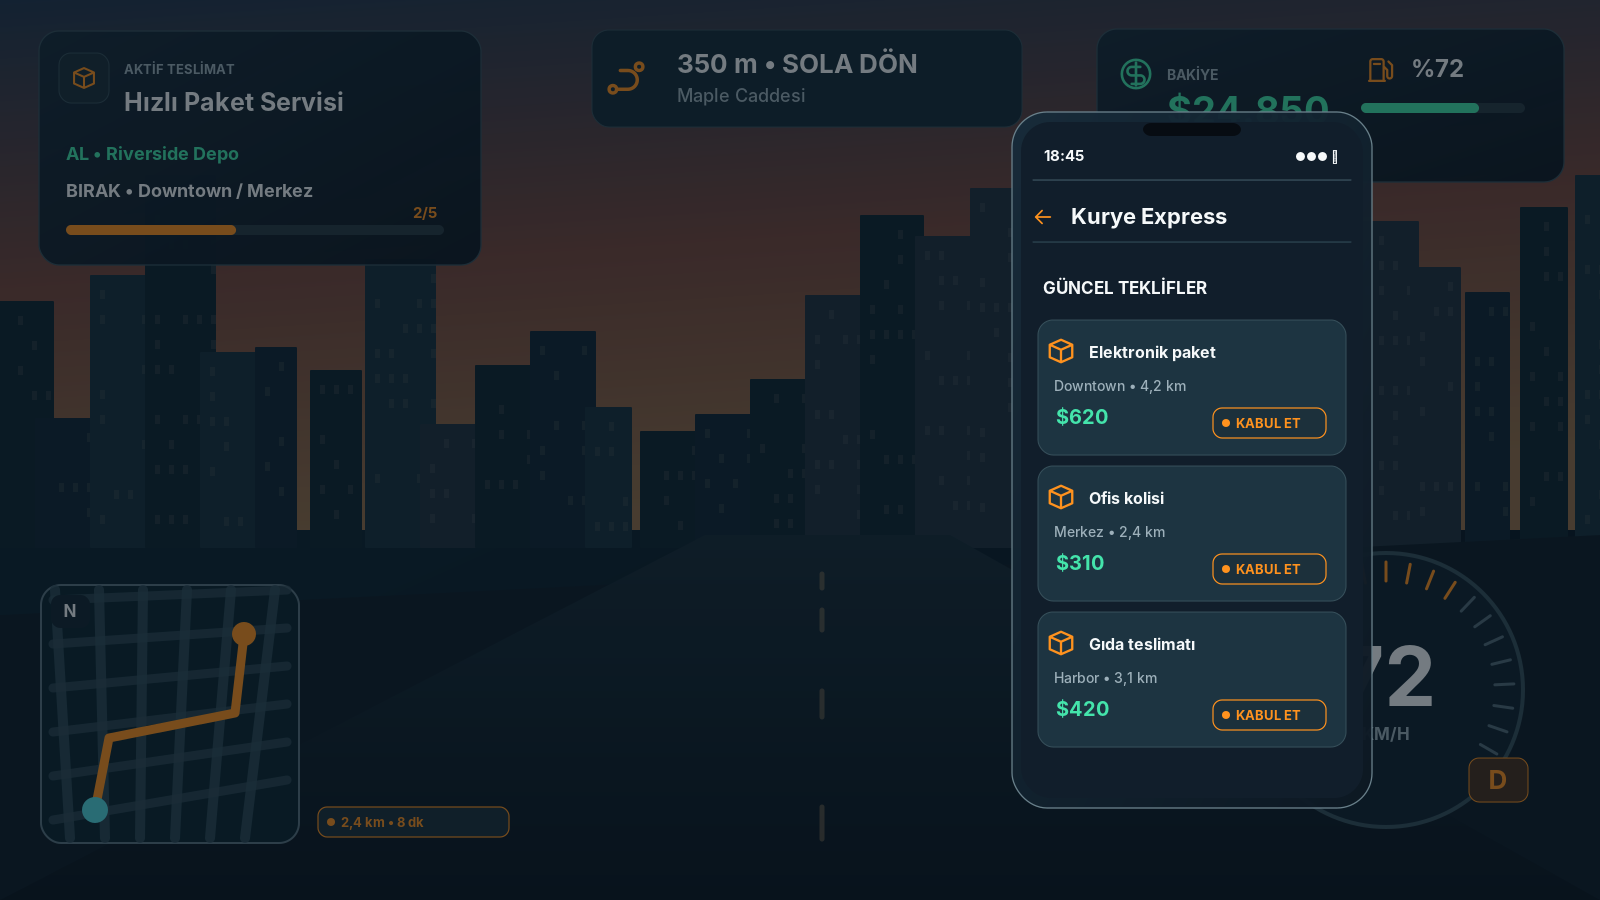 AKTİF TESLİMAT
Hızlı Paket Servisi
AL • Riverside Depo
BIRAK • Downtown / Merkez
2/5
350 m • SOLA DÖN
Maple Caddesi
BAKİYE
$24.850
%72
18:45
Kurye Express
GÜNCEL TEKLİFLER
Elektronik paket
Downtown • 4,2 km
$620
KABUL ET
Ofis kolisi
Merkez • 2,4 km
$310
KABUL ET
Gıda teslimatı
Harbor • 3,1 km
$420
KABUL ET
N
2,4 km • 8 dk
72
M/H
D